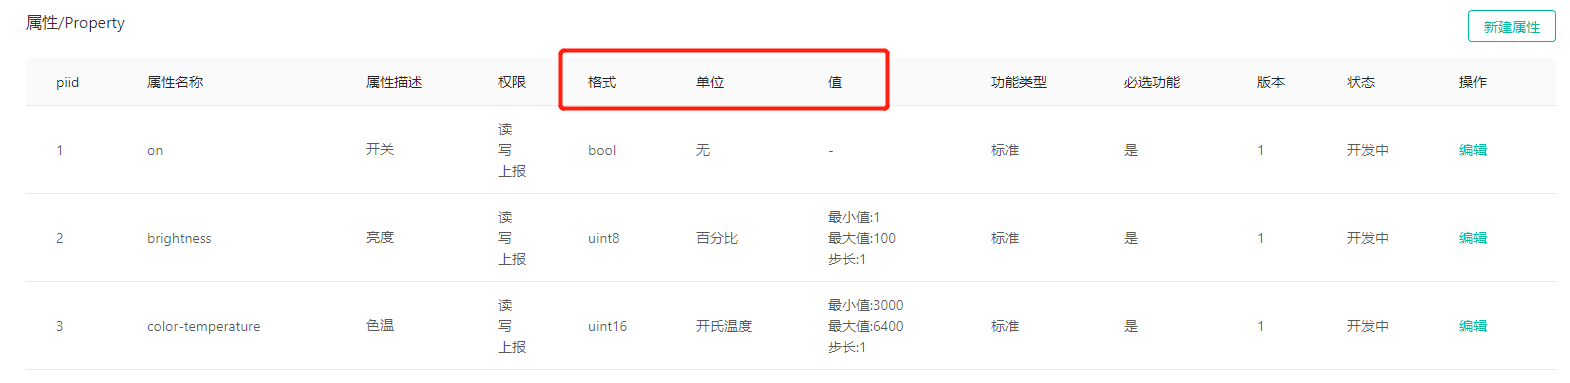 属性/Property
新建属性
piid 属性名称 属性描述 权限 格式 单位 值 功能类型 必选功能 版本 状态 操作
读
1 on 开关 写 bool 无 - 标准 是 1 开发中 编辑
上报
读 最小值:1
2 brightness 亮度 写 uint8 百分比 最大值:100 标准 是 1 开发中 编辑
上报 步长:1
读 最小值:3000
3 color-temperature 色温 写 uint16 开氏温度 最大值:6400 标准 是 1 开发中 编辑
上报 步长:1